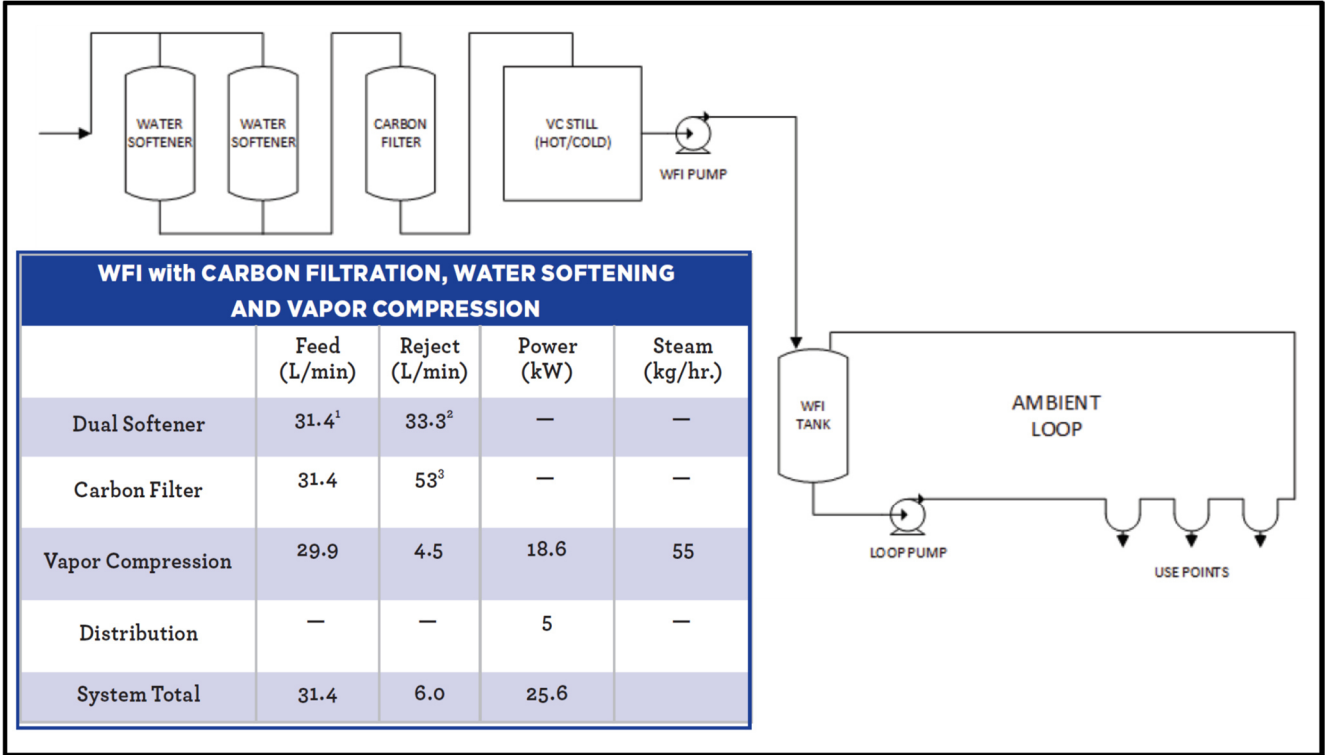 WATER
SOFTENER
WATER
SOFTENER
CARBON
FILTER
VC STILL
(HOT/COLD)
WFI PUMP
WFI with CARBON FILTRATION, WATER SOFTENING
AND VAPOR COMPRESSION
Feed
(L/min)
Reject
(L/min)
Power
(kW)
Steam
(kg/hr.)
Dual Softener 31.4¹ 33.3² — —
Carbon Filter 31.4 53³ — —
Vapor Compression 29.9 4.5 18.6 55
Distribution — — 5 —
System Total 31.4 6.0 25.6
WFI
TANK
AMBIENT
LOOP
LOOP PUMP
USE POINTS